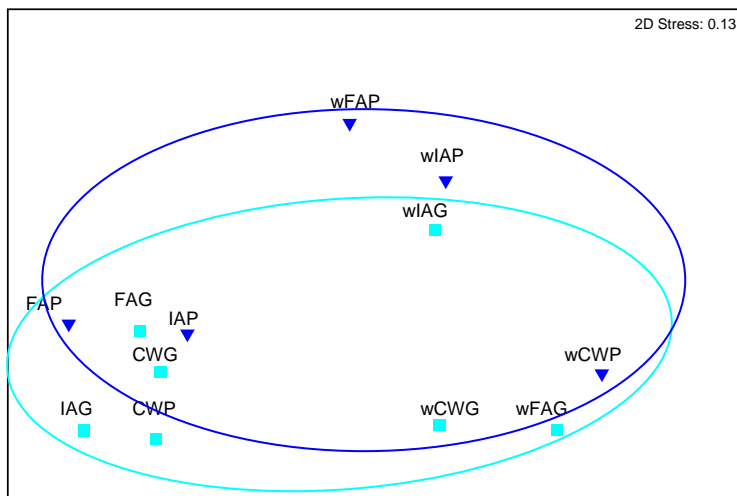 2D Stress: 0.13
wFAP
wIAP
wIAG
FAP
FAG
IAP
CWG
wCWP
IAG
CWP
wCWG
wFAG